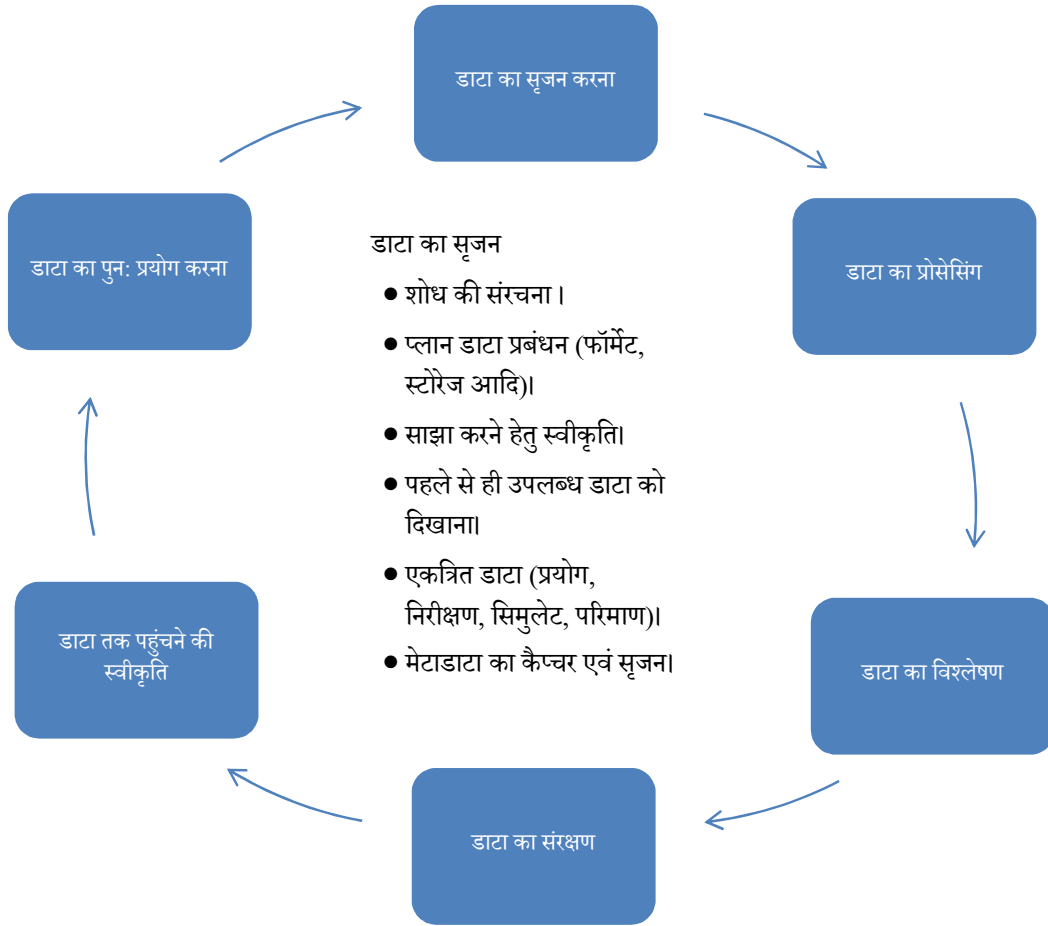 डाटा का सृजन करना
डाटा का पुन: प्रयोग करना
डाटा का प्रोसेसिंग
डाटा का सृजन
● शोध की संरचना।
● प्लान डाटा प्रबंधन (फॉर्मेट,
स्टोरेज आदि)।
● साझा करने हेतु स्वीकृति।
● पहले से ही उपलब्ध डाटा को
दिखाना।
● एकत्रित डाटा (प्रयोग,
निरीक्षण, सिमुलेट, परिमाण)।
● मेटाडाटा का कैप्चर एवं सृजन।
डाटा तक पहुंचने की
स्वीकृति
डाटा का विश्लेषण
डाटा का संरक्षण